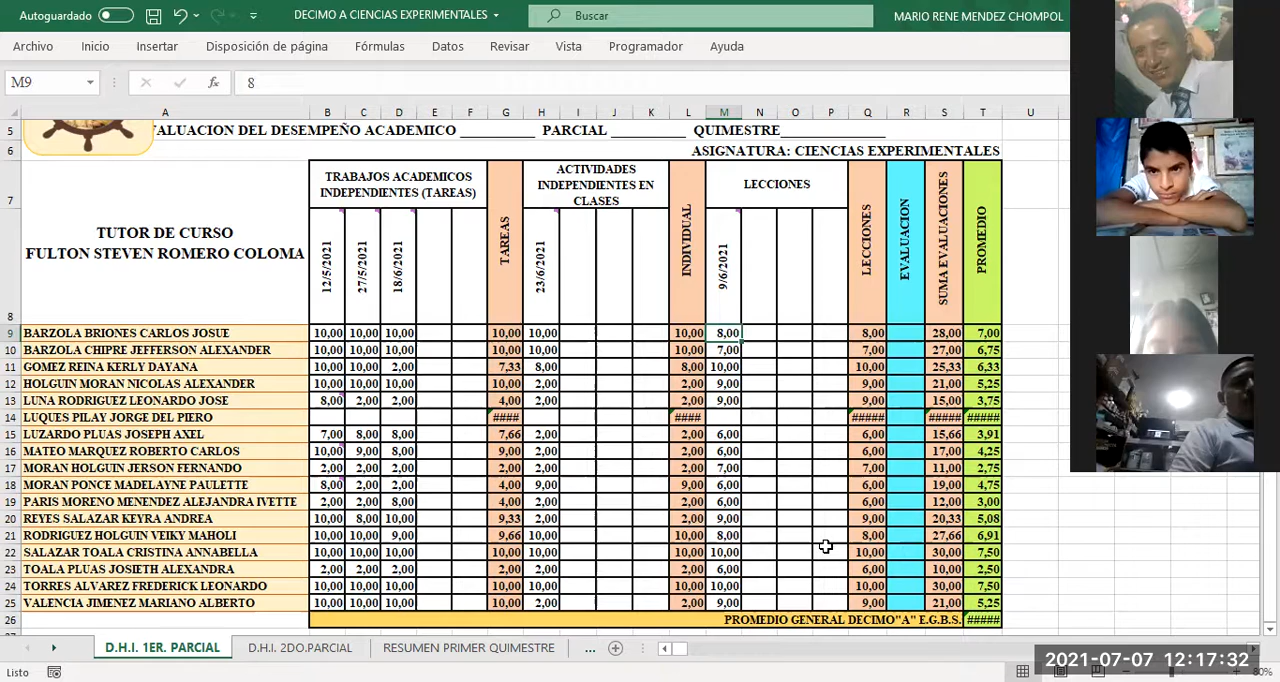 Autoguardado DECIMO A CIENCIAS EXPERIMENTALES Buscar MARIO RENE MENDEZ CHOMPOL
Archivo Inicio Insertar Disposición de página Fórmulas Datos Revisar Vista Programador Ayuda
M9 fx 8
A B C D E F G H I J K L M N O P Q R S T U
5 VALUACION DEL DESEMPEÑO ACADEMICO __________ PARCIAL __________ QUIMESTRE______________
6 ASIGNATURA: CIENCIAS EXPERIMENTALES
7 TRABAJOS ACADEMICOS INDEPENDIENTES (TAREAS) ACTIVIDADES INDEPENDIENTES EN CLASES LECCIONES
TUTOR DE CURSO
FULTON STEVEN ROMERO COLOMA
8 12/5/2021 27/5/2021 18/6/2021 TAREAS 23/6/2021 INDIVIDUAL 9/6/2021 LECCIONES EVALUACION SUMA EVALUACIONES PROMEDIO
9 BARZOLA BRIONES CARLOS JOSUE 10,00 10,00 10,00 10,00 10,00 10,00 8,00 8,00 28,00 7,00
10 BARZOLA CHIPRE JEFFERSON ALEXANDER 10,00 10,00 10,00 10,00 10,00 10,00 7,00 7,00 27,00 6,75
11 GOMEZ REINA KERLY DAYANA 10,00 10,00 2,00 7,33 8,00 8,00 10,00 10,00 25,33 6,33
12 HOLGUIN MORAN NICOLAS ALEXANDER 10,00 10,00 10,00 10,00 2,00 2,00 9,00 9,00 21,00 5,25
13 LUNA RODRIGUEZ LEONARDO JOSE 8,00 2,00 2,00 4,00 2,00 2,00 9,00 9,00 15,00 3,75
14 LUQUES PILAY JORGE DEL PIERO #### #### ##### ##### #####
15 LUZARDO PLUAS JOSEPH AXEL 7,00 8,00 8,00 7,66 2,00 2,00 6,00 6,00 15,66 3,91
16 MATEO MARQUEZ ROBERTO CARLOS 10,00 9,00 8,00 9,00 2,00 2,00 6,00 6,00 17,00 4,25
17 MORAN HOLGUIN JERSON FERNANDO 2,00 2,00 2,00 2,00 2,00 2,00 7,00 7,00 11,00 2,75
18 MORAN PONCE MADELAYNE PAULETTE 8,00 2,00 2,00 4,00 9,00 9,00 6,00 6,00 19,00 4,75
19 PARIS MORENO MENENDEZ ALEJANDRA IVETTE 2,00 2,00 8,00 4,00 2,00 2,00 6,00 6,00 12,00 3,00
20 REYES SALAZAR KEYRA ANDREA 10,00 8,00 10,00 9,33 2,00 2,00 9,00 9,00 20,33 5,08
21 RODRIGUEZ HOLGUIN VEIKY MAHOLI 10,00 10,00 9,00 9,66 10,00 10,00 8,00 8,00 27,66 6,91
22 SALAZAR TOALA CRISTINA ANNABELLA 10,00 10,00 10,00 10,00 10,00 10,00 10,00 10,00 30,00 7,50
23 TOALA PLUAS JOSIETH ALEXANDRA 2,00 2,00 2,00 2,00 2,00 2,00 6,00 6,00 10,00 2,50
24 TORRES ALVAREZ FREDERICK LEONARDO 10,00 10,00 10,00 10,00 10,00 10,00 10,00 10,00 30,00 7,50
25 VALENCIA JIMENEZ MARIANO ALBERTO 10,00 10,00 10,00 10,00 2,00 2,00 9,00 9,00 21,00 5,25
26 PROMEDIO GENERAL DECIMO"A" E.G.B.S. #####
D.H.I. 1ER. PARCIAL D.H.I. 2DO.PARCIAL RESUMEN PRIMER QUIMESTRE ...
Listo 80%
2021-07-07 12:17:32